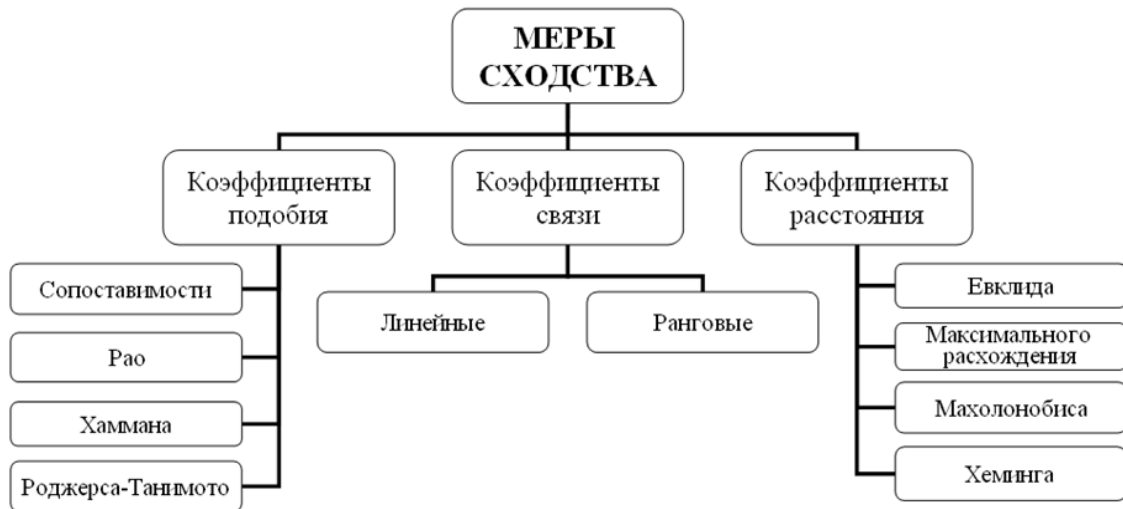 МЕРЫ
СХОДСТВА
Коэффициенты
подобия
Коэффициенты
связи
Коэффициенты
расстояния
Сопоставимости
Рао
Хаммана
Роджерса-Танимото
Линейные
Ранговые
Евклида
Максимального
расхождения
Махолонобиса
Хеминга